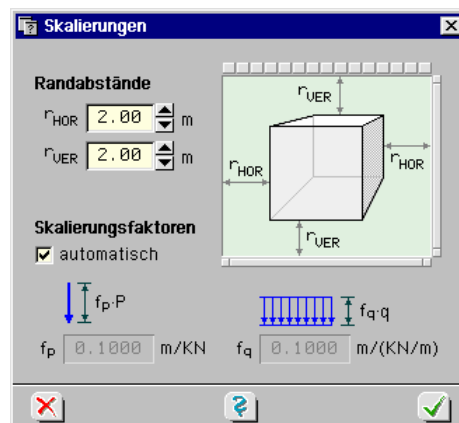 Skalierungen
Randabstände
rHOR 2.00 m
rVER 2.00 m
rVER
rHOR
rHOR
rVER
Skalierungsfaktoren
automatisch
fp·P
fq·q
fp 0.1000 m/KN
fq 0.1000 m/(KN/m)